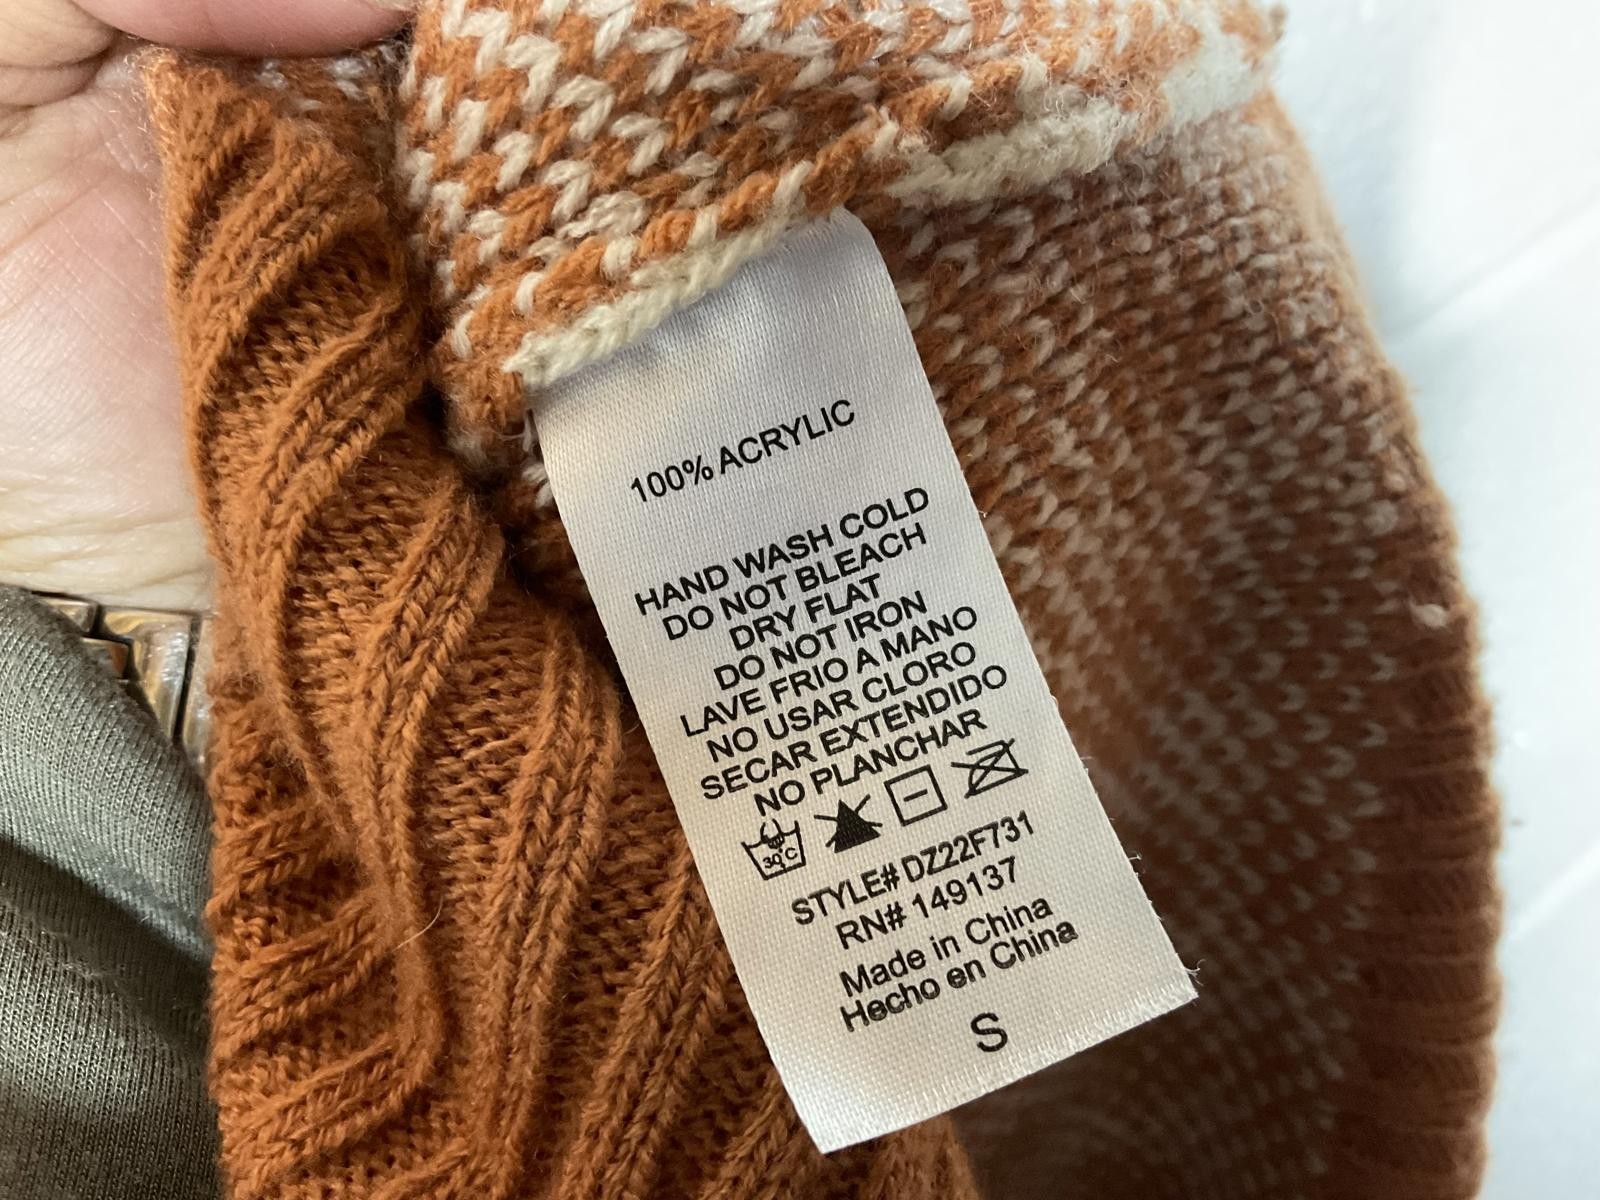 100% ACRYLIC
HAND WASH COLD
DO NOT BLEACH
DRY FLAT
DO NOT IRON
LAVE FRIO A MANO
NO USAR CLORO
SECAR EXTENDIDO
NO PLANCHAR
30°C
STYLE# DZ22F731
RN# 149137
Made in China
Hecho en China
S